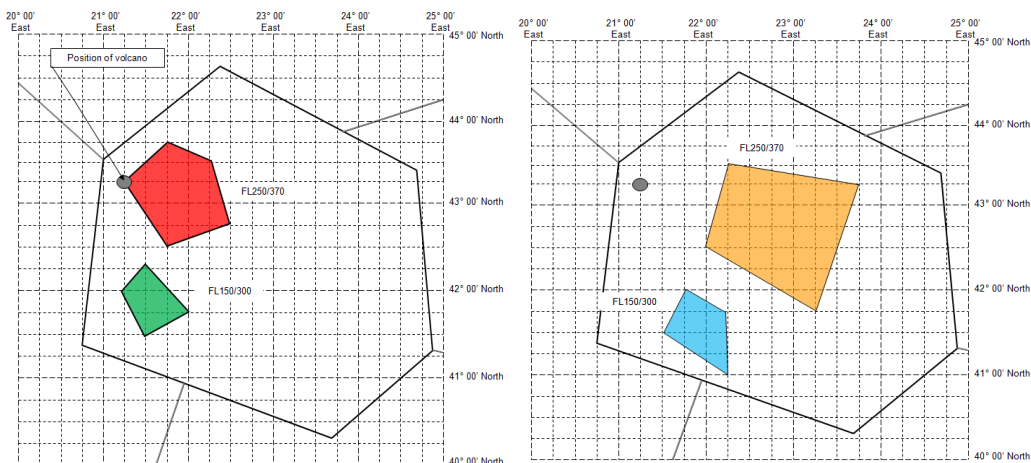 20° 00' 21° 00' 22° 00' 23° 00' 24° 00' 25° 00'
East East East East East East
45° 00' North
Position of volcano
44° 00' North
FL250/370
43° 00' North
42° 00' North
FL150/300
41° 00' North
40° 00' North
20° 00' 21° 00' 22° 00' 23° 00' 24° 00' 25° 00'
East East East East East East
45° 00' North
FL250/370
44° 00' North
43° 00' North
42° 00' North
FL150/300
41° 00' North
40° 00' North